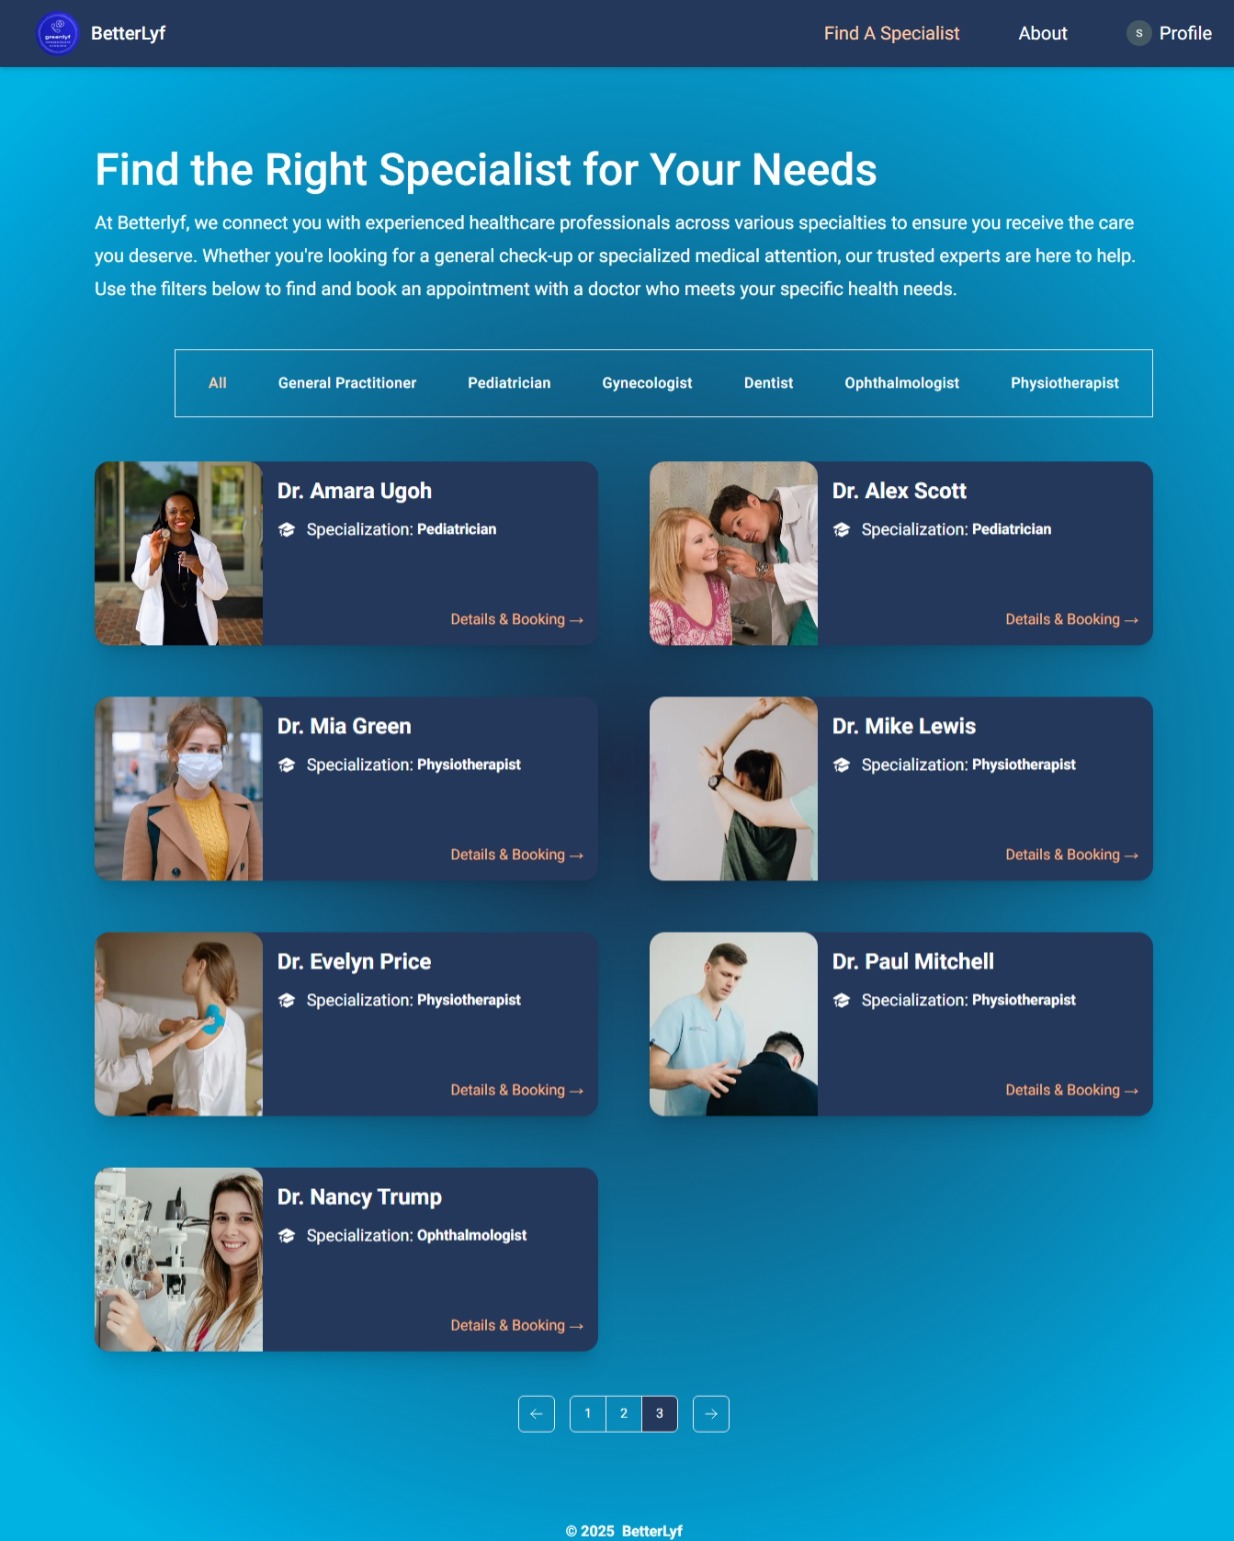 greenlyf
BetterLyf
Find A Specialist
About
S
Profile
Find the Right Specialist for Your Needs
At Betterlyf, we connect you with experienced healthcare professionals across various specialties to ensure you receive the care
you deserve. Whether you're looking for a general check-up or specialized medical attention, our trusted experts are here to help.
Use the filters below to find and book an appointment with a doctor who meets your specific health needs.
All
General Practitioner
Pediatrician
Gynecologist
Dentist
Ophthalmologist
Physiotherapist
Dr. Amara Ugoh
Specialization: Pediatrician
Details & Booking →
Dr. Alex Scott
Specialization: Pediatrician
Details & Booking →
Dr. Mia Green
Specialization: Physiotherapist
Details & Booking →
Dr. Mike Lewis
Specialization: Physiotherapist
Details & Booking →
Dr. Evelyn Price
Specialization: Physiotherapist
Details & Booking →
Dr. Paul Mitchell
Specialization: Physiotherapist
Details & Booking →
Dr. Nancy Trump
Specialization: Ophthalmologist
Details & Booking →
← 1 2 3 →
© 2025 BetterLyf